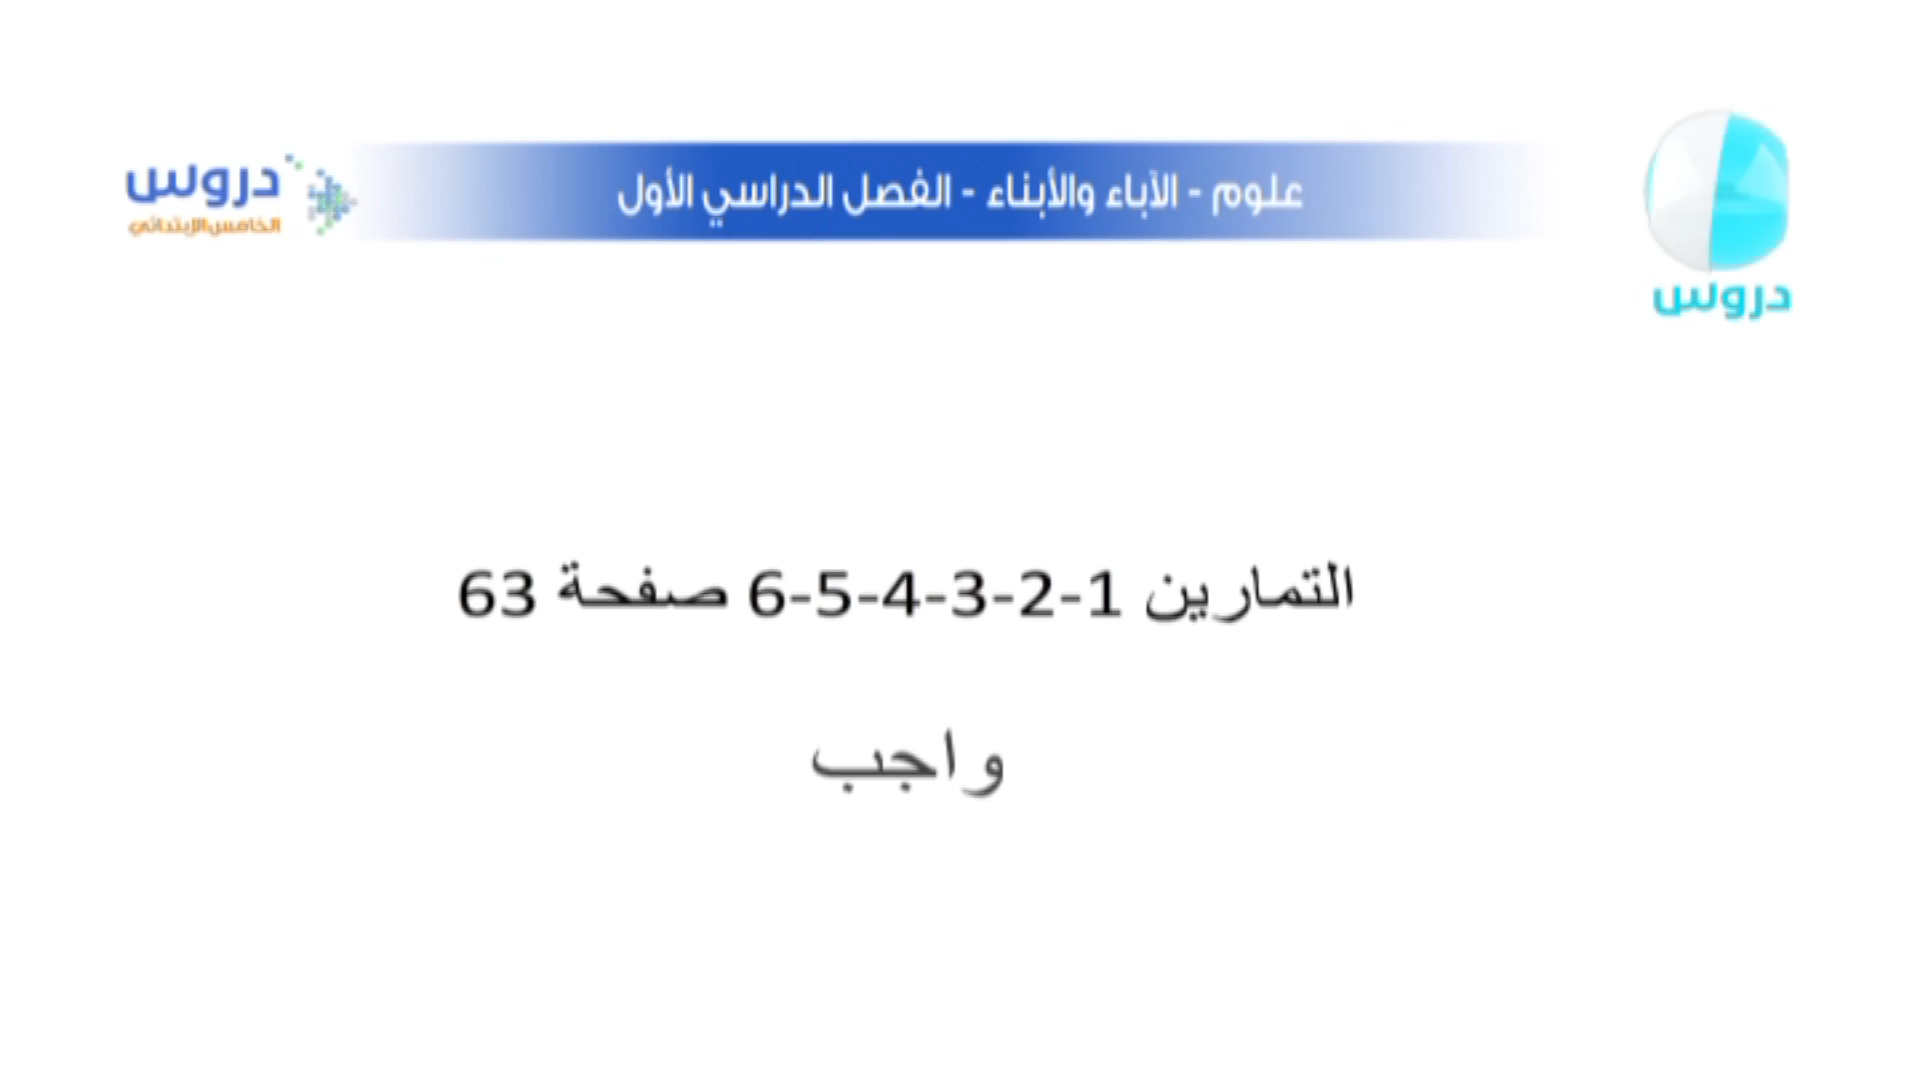 علوم - الآباء والأبناء - الفصل الدراسي الأول
دروس
دروس
الخامس الإبتدائي
التمارين 1-2-3-4-5-6 صفحة 63
واجب